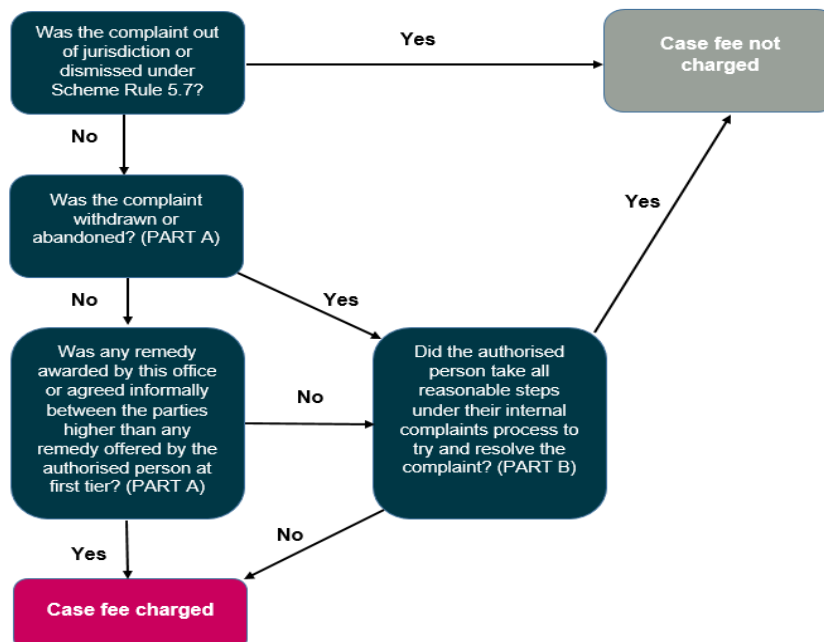 Was the complaint out
of jurisdiction or
dismissed under
Scheme Rule 5.7?
Yes
Case fee not
charged
No
Was the complaint
withdrawn or
abandoned? (PART A)
Yes
No
Yes
Was any remedy
awarded by this office
or agreed informally
between the parties
higher than any
remedy offered by the
authorised person at
first tier? (PART A)
No
Did the authorised
person take all
reasonable steps
under their internal
complaints process to
try and resolve the
complaint? (PART B)
No
Yes
Case fee charged